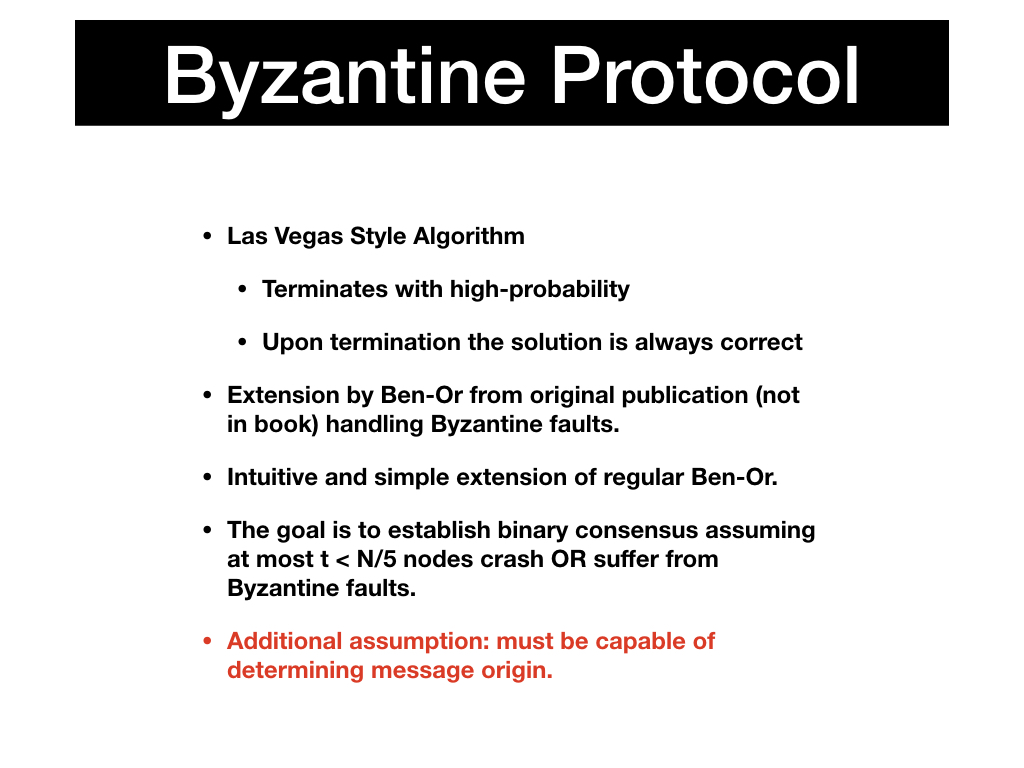 Byzantine Protocol
• Las Vegas Style Algorithm
• Terminates with high-probability
• Upon termination the solution is always correct
• Extension by Ben-Or from original publication (not
in book) handling Byzantine faults.
• Intuitive and simple extension of regular Ben-Or.
• The goal is to establish binary consensus assuming
at most t < N/5 nodes crash OR suffer from
Byzantine faults.
• Additional assumption: must be capable of
determining message origin.